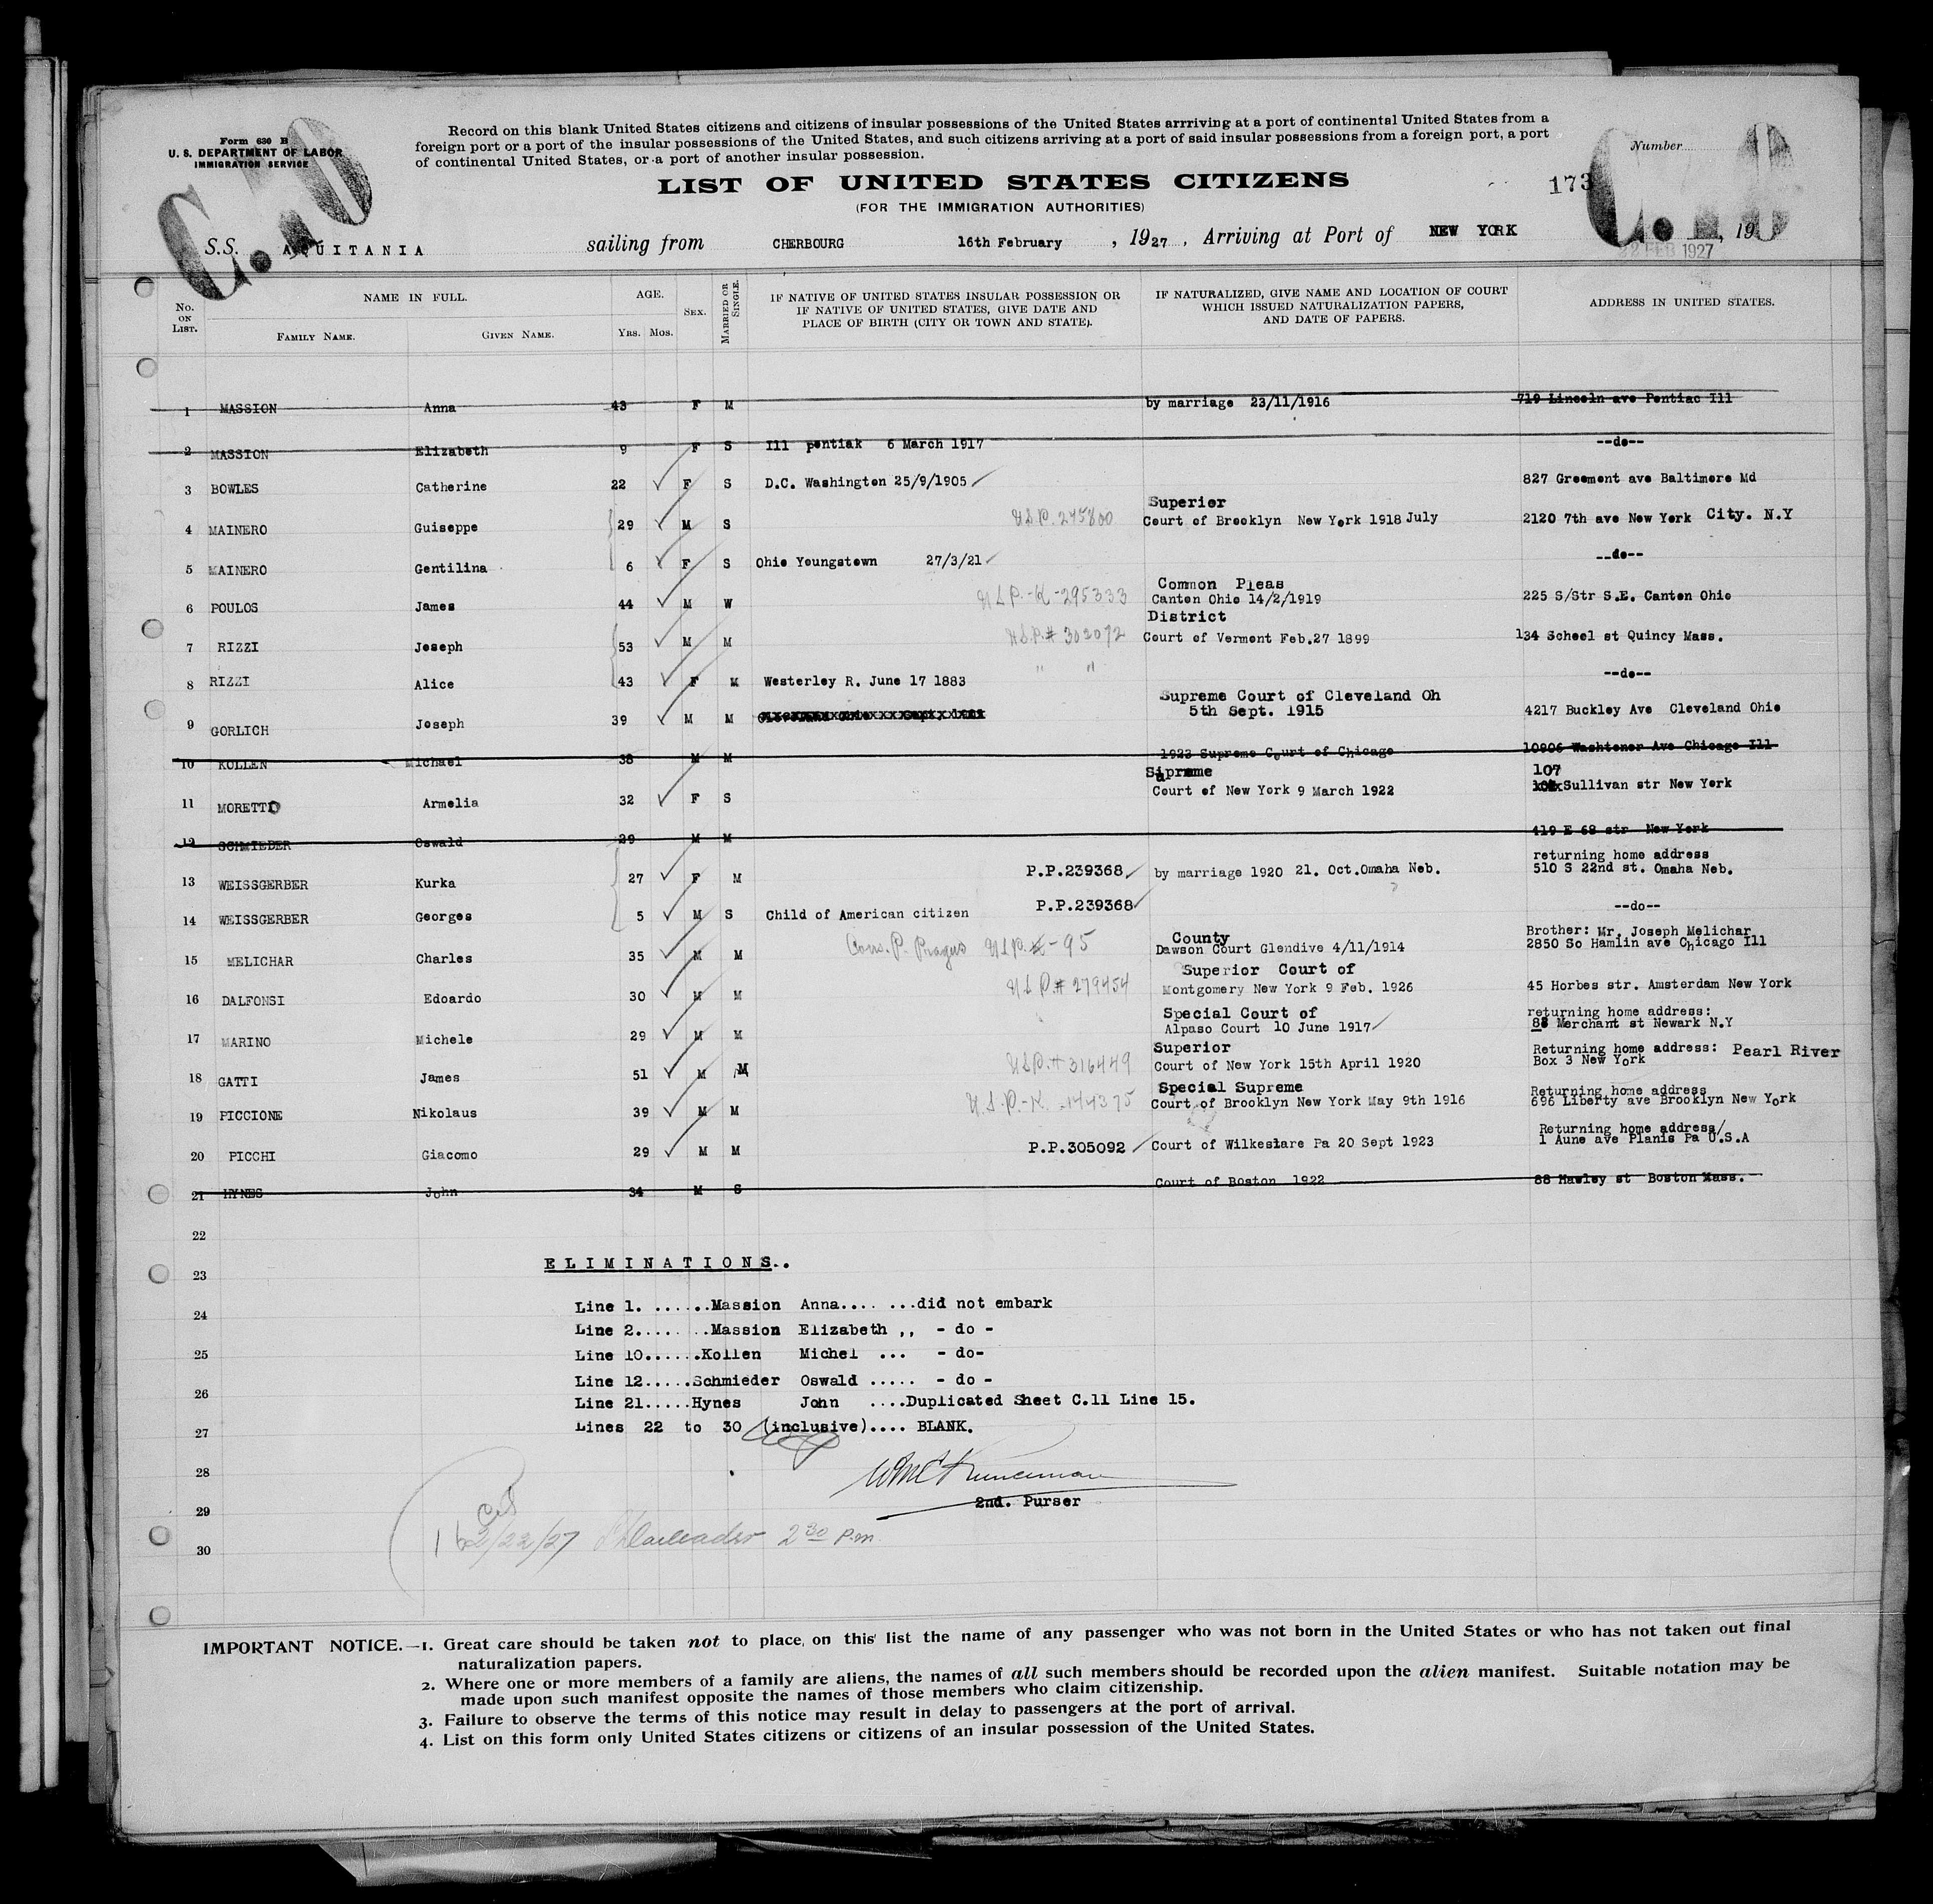 Form 630 B
U. S. DEPARTMENT OF LABOR
IMMIGRATION SERVICE
Record on this blank United States citizens and citizens of insular possessions of the United States arrriving at a port of continental United States from a
foreign port or a port of the insular possessions of the United States, and such citizens arriving at a port of said insular possessions from a foreign port, a port
of continental United States, or a port of another insular possession.
Number
LIST OF UNITED STATES CITIZENS
173
(FOR THE IMMIGRATION AUTHORITIES)
S.S. AQUITANIA sailing from CHERBOURG 16th February, 1927, Arriving at Port of NEW YORK , 19
FEB 1927
No. ON LIST.
NAME IN FULL.
FAMILY NAME. GIVEN NAME.
AGE.
YRS. MOS.
SEX.
MARRIED OR SINGLE.
IF NATIVE OF UNITED STATES INSULAR POSSESSION OR
IF NATIVE OF UNITED STATES, GIVE DATE AND
PLACE OF BIRTH (CITY OR TOWN AND STATE).
IF NATURALIZED, GIVE NAME AND LOCATION OF COURT
WHICH ISSUED NATURALIZATION PAPERS,
AND DATE OF PAPERS.
ADDRESS IN UNITED STATES.
1 MASSION Anna 43 F M by marriage 23/11/1916 719 Lincoln ave Pontiac Ill
2 MASSION Elizabeth 9 F S Ill pentiak 6 March 1917 --do--
3 BOWLES Catherine 22 F S D.C. Washington 25/9/1905 827 Greement ave Baltimore Md
Superior
4 MAINERO Guiseppe 29 M S U.S.P. 245800 Court of Brooklyn New York 1918 July 2120 7th ave New York City. N.Y
5 MAINERO Gentilina 6 F S Ohio Youngstown 27/3/21 --do--
Common Pleas
6 POULOS James 44 M W U.S.P.-K-295333 Canton Ohio 14/2/1919 225 S/Str S.E. Canton Ohio
District
7 RIZZI Joseph 53 M M U.S.P.# 302072 Court of Vermont Feb.27 1899 134 School st Quincy Mass.
8 RIZZI Alice 43 F M Westerley R. June 17 1883 " " --do--
Supreme Court of Cleveland Oh
9 GORLICH Joseph 39 M M 5th Sept. 1915 4217 Buckley Ave Cleveland Ohio
10 KOLLEN Michael 38 M M 1923 Supreme Court of Chicago 10906 Washtener Ave Chicago Ill
107
11 MORETTO Armelia 32 F S Court of New York 9 March 1922 Sullivan str New York
12 SCHMIEDER Oswald 29 M M 419 E 68 str New York
returning home address
13 WEISSGERBER Kurka 27 F M P.P.239368 by marriage 1920 21. Oct.Omaha Neb. 510 S 22nd st. Omaha Neb.
14 WEISSGERBER Georges 5 M S Child of American citizen P.P.239368 --do--
County Brother: Mr. Joseph Melichar
15 MELICHAR Charles 35 M M U.S.P. #-95 Dawson Court Glendive 4/11/1914 2850 So Hamlin ave Chicago Ill
Superior Court of
16 DALFONSI Edoardo 30 M M U.S.P # 279454 Montgomery New York 9 Feb. 1926 45 Horbes str. Amsterdam New York
Special Court of returning home address:
17 MARINO Michele 29 M M Alpaso Court 10 June 1917 88 Merchant st Newark N.Y
Superior Returning home address: Pearl River
18 GATTI James 51 M M U.S.P.# 316449 Court of New York 15th April 1920 Box 3 New York
Special Supreme Returning home address
19 PICCIONE Nikolaus 39 M M U.S.P.-K. -144375 Court of Brooklyn New York May 9th 1916 696 Liberty ave Brooklyn New York
Returning home address/
20 PICCHI Giacomo 29 M M P.P.305092 Court of Wilkesbare Pa 20 Sept 1923 1 Aune ave Planis Pa U.S.A
21 HYNES John 34 M S Court of Boston 1922 88 Hawley st Boston Mass.
22
ELIMINATIONS..
23
Line 1. ......Massion Anna.... ...did not embark
24
Line 2.... ...Massion Elizabeth ,, - do -
25
Line 10......Kollen Michel ... - do-
Line 12.....Schmieder Oswald ..... - do -
26
Line 21.....Hynes John ....Duplicated Sheet C.11 Line 15.
27
Lines 22 to 30 (inclusive).... BLANK.
28
29
2nd. Purser
2/22/27 2 30 P.m
30
IMPORTANT NOTICE.—1. Great care should be taken not to place on this list the name of any passenger who was not born in the United States or who has not taken out final
naturalization papers.
2. Where one or more members of a family are aliens, the names of all such members should be recorded upon the alien manifest. Suitable notation may be
made upon such manifest opposite the names of those members who claim citizenship.
3. Failure to observe the terms of this notice may result in delay to passengers at the port of arrival.
4. List on this form only United States citizens or citizens of an insular possession of the United States.